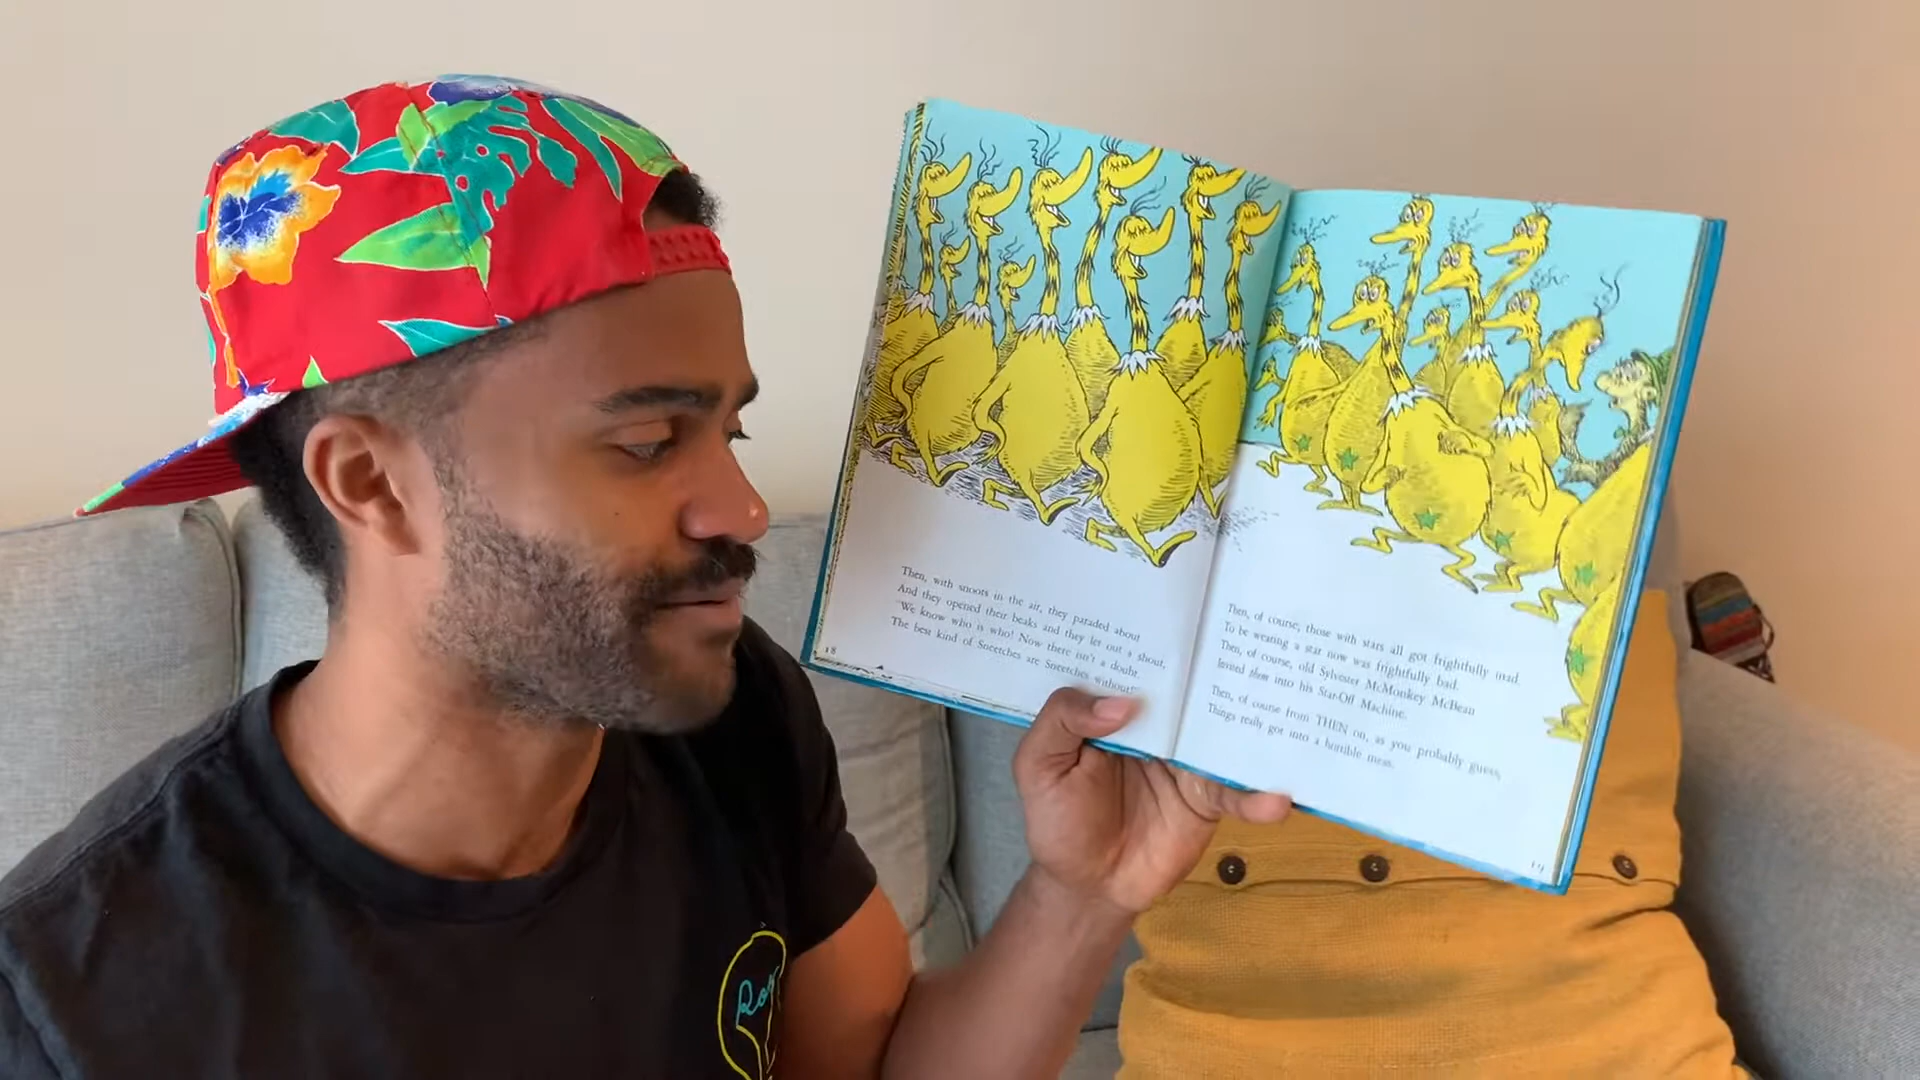 Then, with snoots in the air, they paraded about
And they opened their beaks and they let out a shout,
"We know who is who! Now there isn't a doubt.
The best kind of Sneetches are Sneetches without!"
18
Then, of course, those with stars all got frightfully mad.
To be wearing a star now was frightfully bad.
Then, of course, old Sylvester McMonkey McBean
Invited them into his Star-Off Machine.
Then, of course from THEN on, as you probably guess,
Things really got into a horrible mess.
19